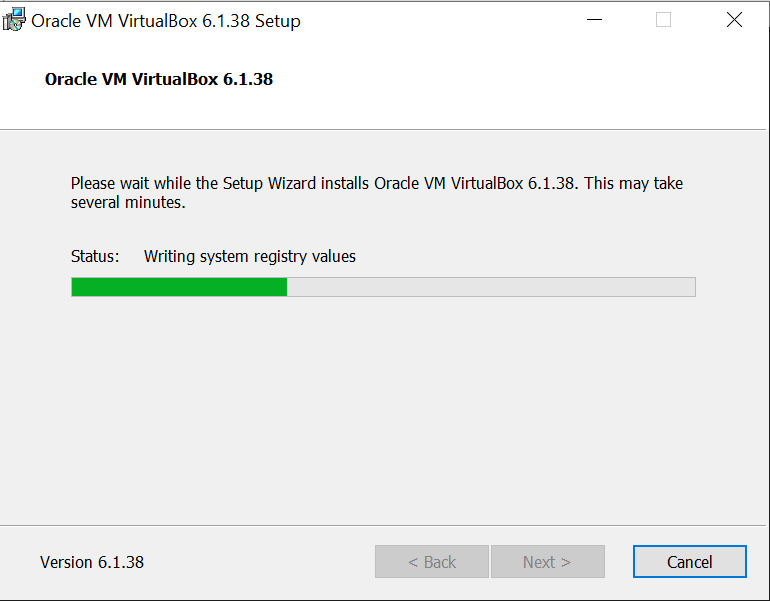 Oracle VM VirtualBox 6.1.38 Setup
Oracle VM VirtualBox 6.1.38
Please wait while the Setup Wizard installs Oracle VM VirtualBox 6.1.38. This may take
several minutes.
Status: Writing system registry values
Version 6.1.38
< Back
Next >
Cancel